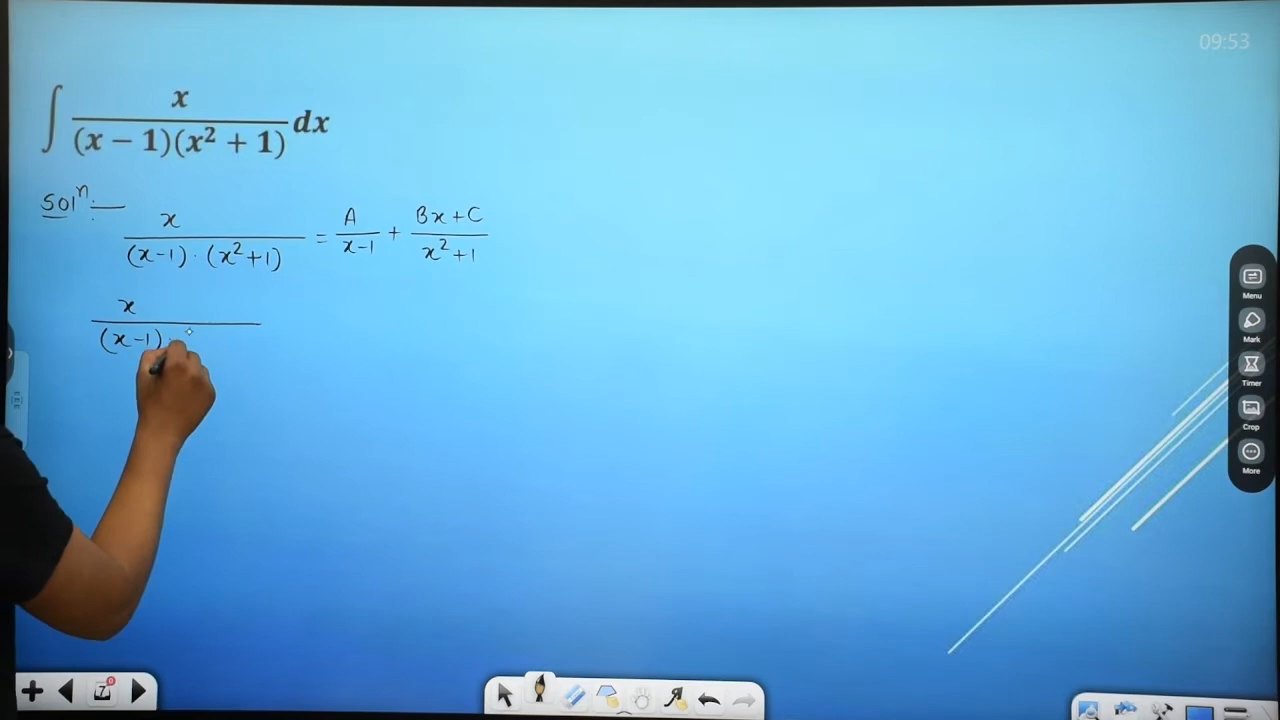 09:53
∫ x / (x − 1)(x² + 1) dx
Solⁿ:—
x / (x-1)·(x²+1) = A / x-1 + Bx+C / x²+1
x / (x-1)·
Menu
Mark
Timer
Crop
More
7